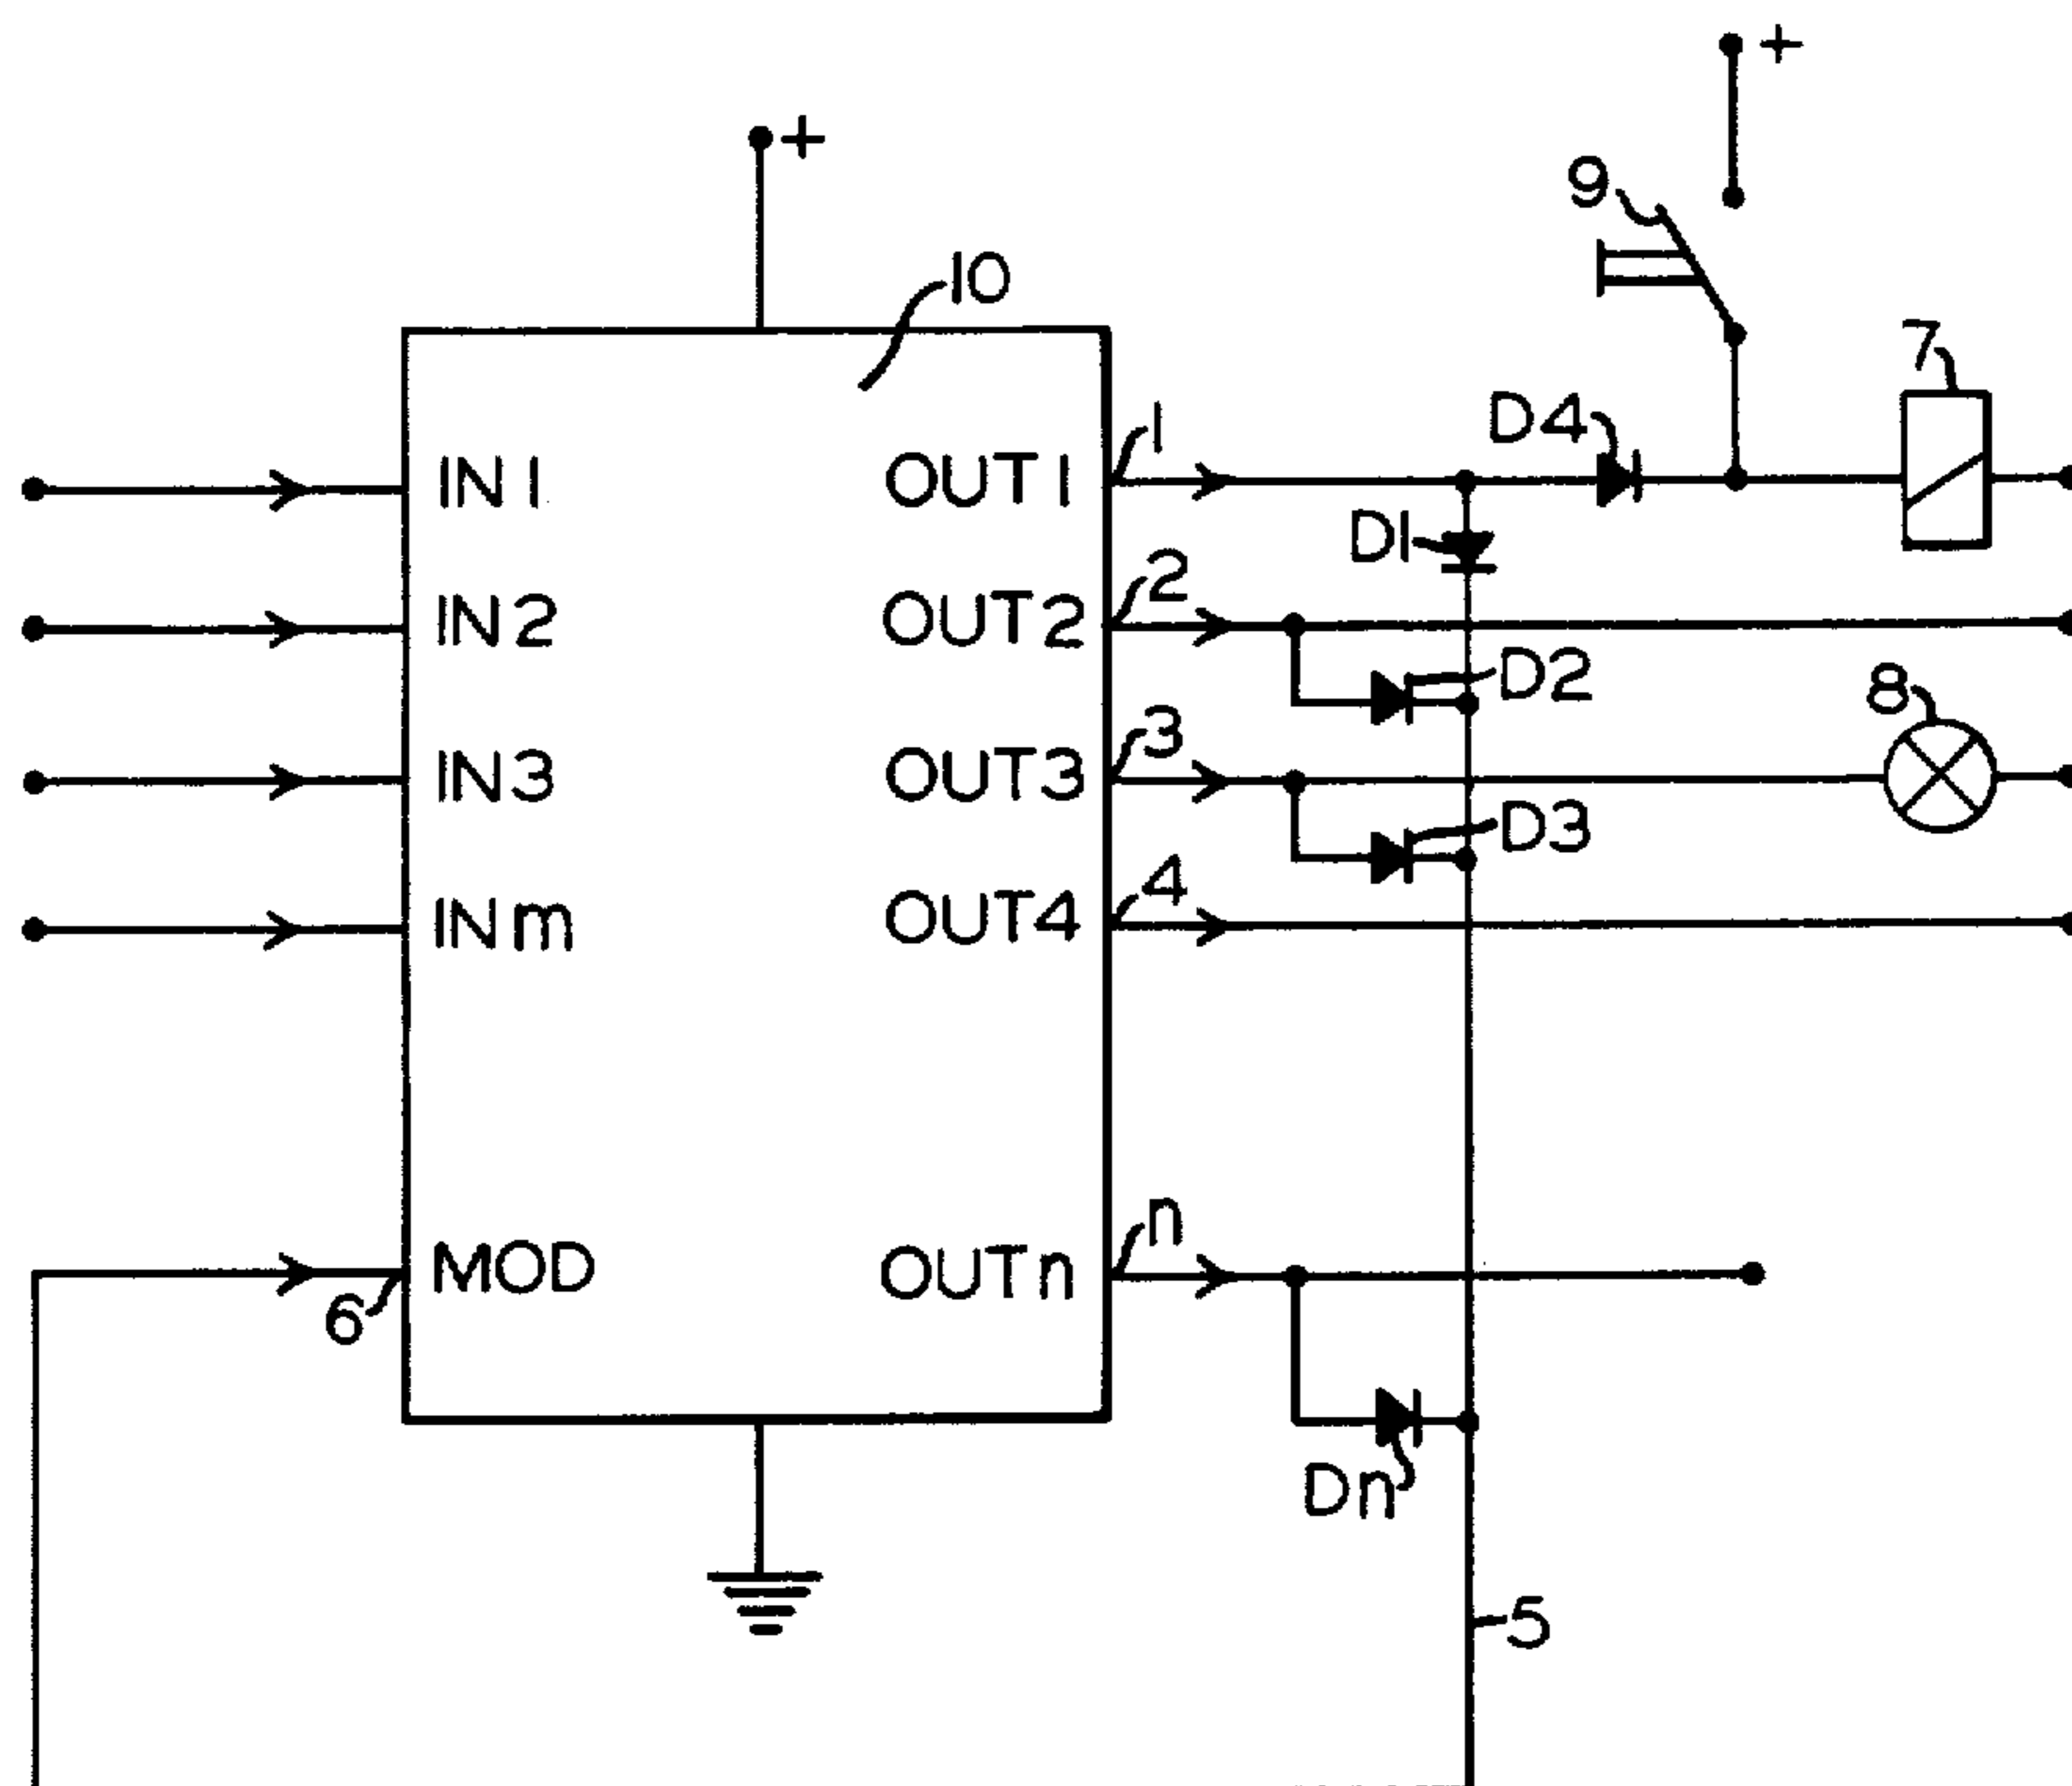 +
+
9
10
7
D4
1
IN1
OUT1
D1
2
IN2
OUT2
D2
8
3
IN3
OUT3
D3
4
INm
OUT4
n
MOD
OUTn
6
Dn
5